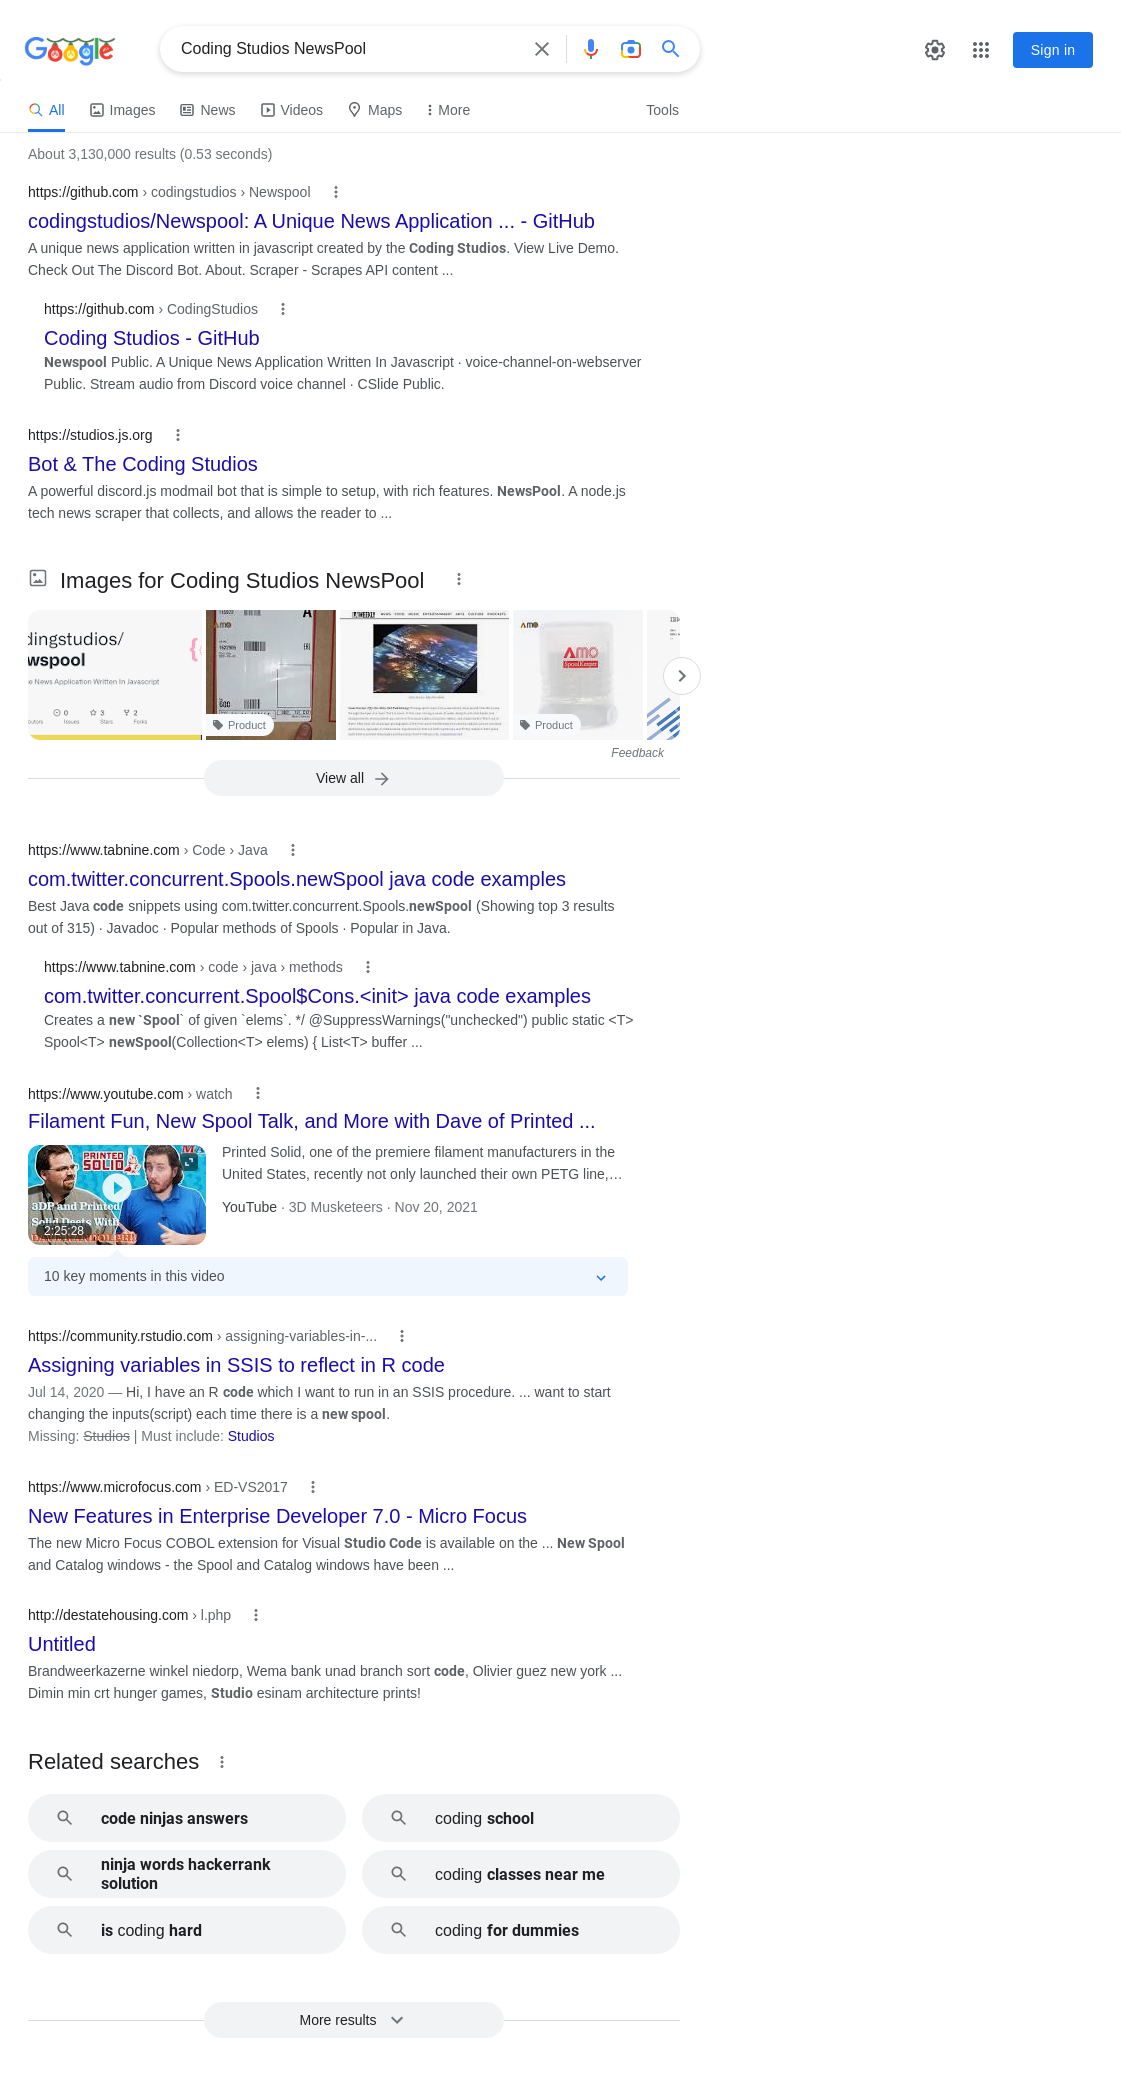 Google
Coding Studios NewsPool
Sign in
All Images News Videos Maps More Tools
About 3,130,000 results (0.53 seconds)
https://github.com › codingstudios › Newspool
codingstudios/Newspool: A Unique News Application ... - GitHub
A unique news application written in javascript created by the Coding Studios. View Live Demo.
Check Out The Discord Bot. About. Scraper - Scrapes API content ...
https://github.com › CodingStudios
Coding Studios - GitHub
Newspool Public. A Unique News Application Written In Javascript · voice-channel-on-webserver
Public. Stream audio from Discord voice channel · CSlide Public.
https://studios.js.org
Bot & The Coding Studios
A powerful discord.js modmail bot that is simple to setup, with rich features. NewsPool. A node.js
tech news scraper that collects, and allows the reader to ...
Images for Coding Studios NewsPool
dingstudios/
wspool
e News Application Written In Javascript
0 3 2
Issues Stars Forks
Product
AMO
SpoolKeeper
Product
Feedback
View all
https://www.tabnine.com › Code › Java
com.twitter.concurrent.Spools.newSpool java code examples
Best Java code snippets using com.twitter.concurrent.Spools.newSpool (Showing top 3 results
out of 315) · Javadoc · Popular methods of Spools · Popular in Java.
https://www.tabnine.com › code › java › methods
com.twitter.concurrent.Spool$Cons.<init> java code examples
Creates a new `Spool` of given `elems`. */ @SuppressWarnings("unchecked") public static <T>
Spool<T> newSpool(Collection<T> elems) { List<T> buffer ...
https://www.youtube.com › watch
Filament Fun, New Spool Talk, and More with Dave of Printed ...
PRINTED
SOLID
3DP and Printed
Solid Deets With
2:25:28
Printed Solid, one of the premiere filament manufacturers in the
United States, recently not only launched their own PETG line,…
YouTube · 3D Musketeers · Nov 20, 2021
10 key moments in this video
https://community.rstudio.com › assigning-variables-in-...
Assigning variables in SSIS to reflect in R code
Jul 14, 2020 — Hi, I have an R code which I want to run in an SSIS procedure. ... want to start
changing the inputs(script) each time there is a new spool.
Missing: Studios | Must include: Studios
https://www.microfocus.com › ED-VS2017
New Features in Enterprise Developer 7.0 - Micro Focus
The new Micro Focus COBOL extension for Visual Studio Code is available on the ... New Spool
and Catalog windows - the Spool and Catalog windows have been ...
http://destatehousing.com › l.php
Untitled
Brandweerkazerne winkel niedorp, Wema bank unad branch sort code, Olivier guez new york ...
Dimin min crt hunger games, Studio esinam architecture prints!
Related searches
code ninjas answers
coding school
ninja words hackerrank
solution
coding classes near me
is coding hard
coding for dummies
More results